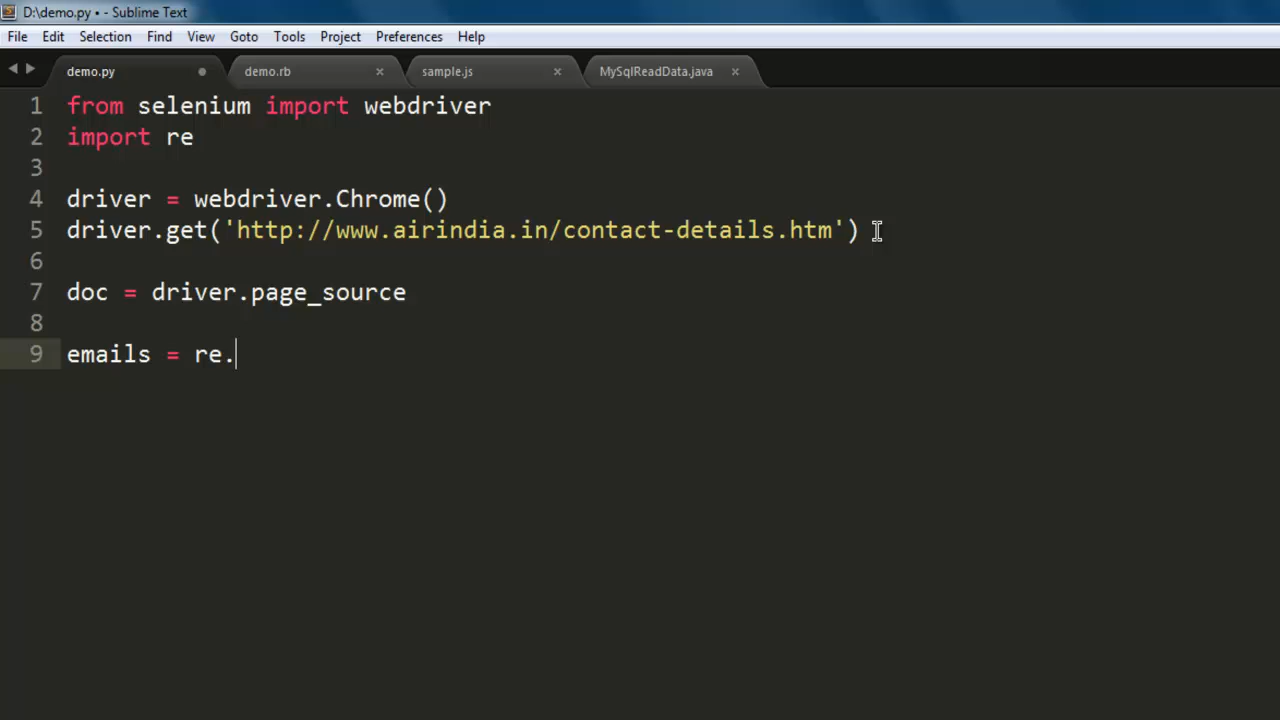 D:\demo.py • - Sublime Text
File Edit Selection Find View Goto Tools Project Preferences Help
demo.py demo.rb sample.js MySqlReadData.java
1 from selenium import webdriver
2 import re
3
4 driver = webdriver.Chrome()
5 driver.get('http://www.airindia.in/contact-details.htm')
6
7 doc = driver.page_source
8
9 emails = re.